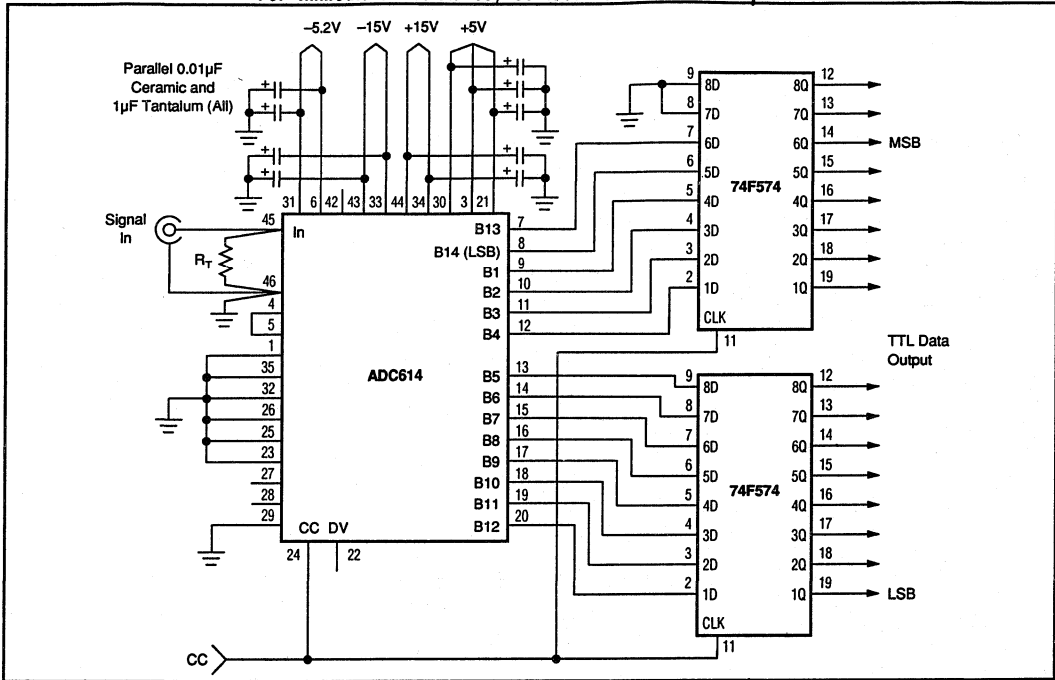 –5.2V –15V +15V +5V
Parallel 0.01µF
Ceramic and
1µF Tantalum (All)
+ + + + + + + + +
31 6 42 43 33 44 34 30 3 21
Signal
In
RT
45
46
4
5
1
35
32
26
25
23
27
28
29
In
ADC614
CC DV
24 22
B13 7
B14 (LSB) 8
B1 9
B2 10
B3 11
B4 12
B5 13
B6 14
B7 15
B8 16
B9 17
B10 18
B11 19
B12 20
9 8D 8Q 12
8 7D 7Q 13
7 6D 6Q 14 MSB
6 5D 5Q 15
74F574
5 4D 4Q 16
4 3D 3Q 17
3 2D 2Q 18
2 1D 1Q 19
CLK
11
TTL Data
Output
9 8D 8Q 12
8 7D 7Q 13
7 6D 6Q 14
6 5D 5Q 15
74F574
5 4D 4Q 16
4 3D 3Q 17
3 2D 2Q 18
2 1D 1Q 19 LSB
CLK
11
CC